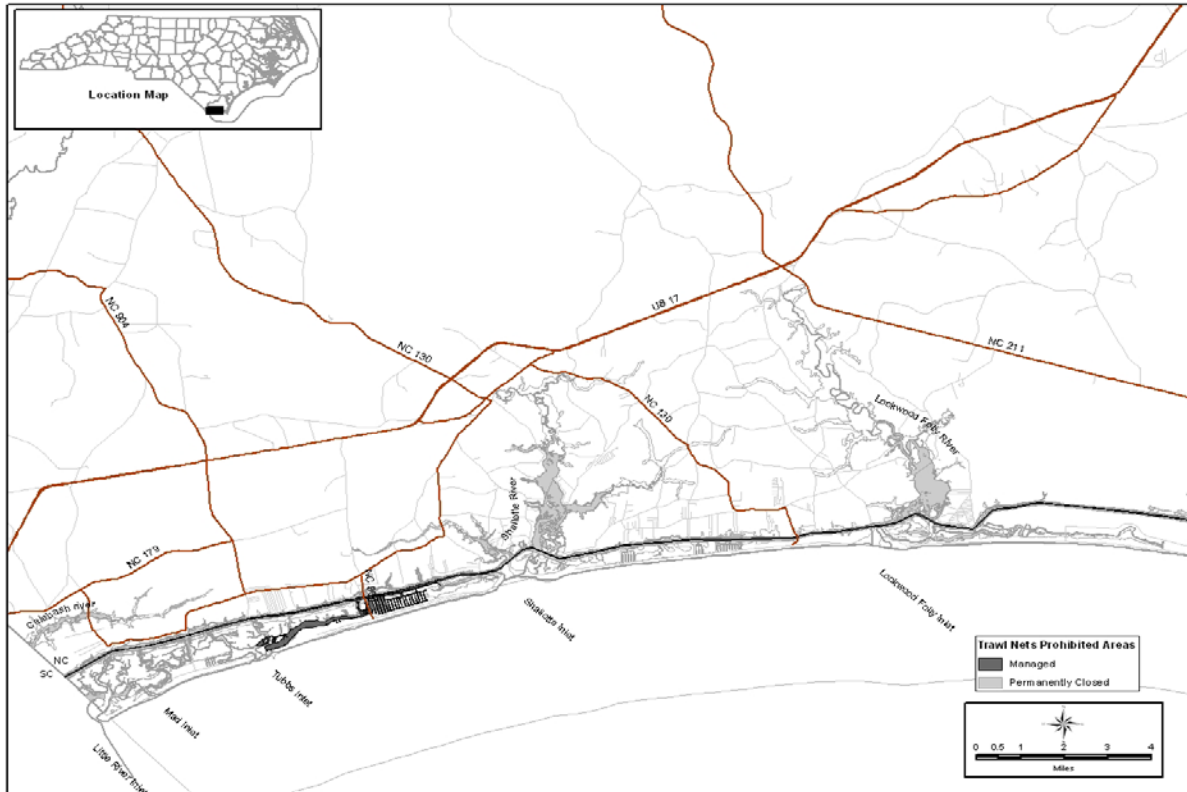 Location Map
NC 904
NC 130
US 17
NC 211
NC 130
Lockwood Folly River
Shallotte River
NC 179
Calabash river
NC
SC
NC
Shallotte Inlet
Lockwood Folly Inlet
Tubbs Inlet
Mad Inlet
Little River Inlet
Trawl Nets Prohibited Areas
Managed
Permanently Closed
0 0.5 1 2 3 4
Miles